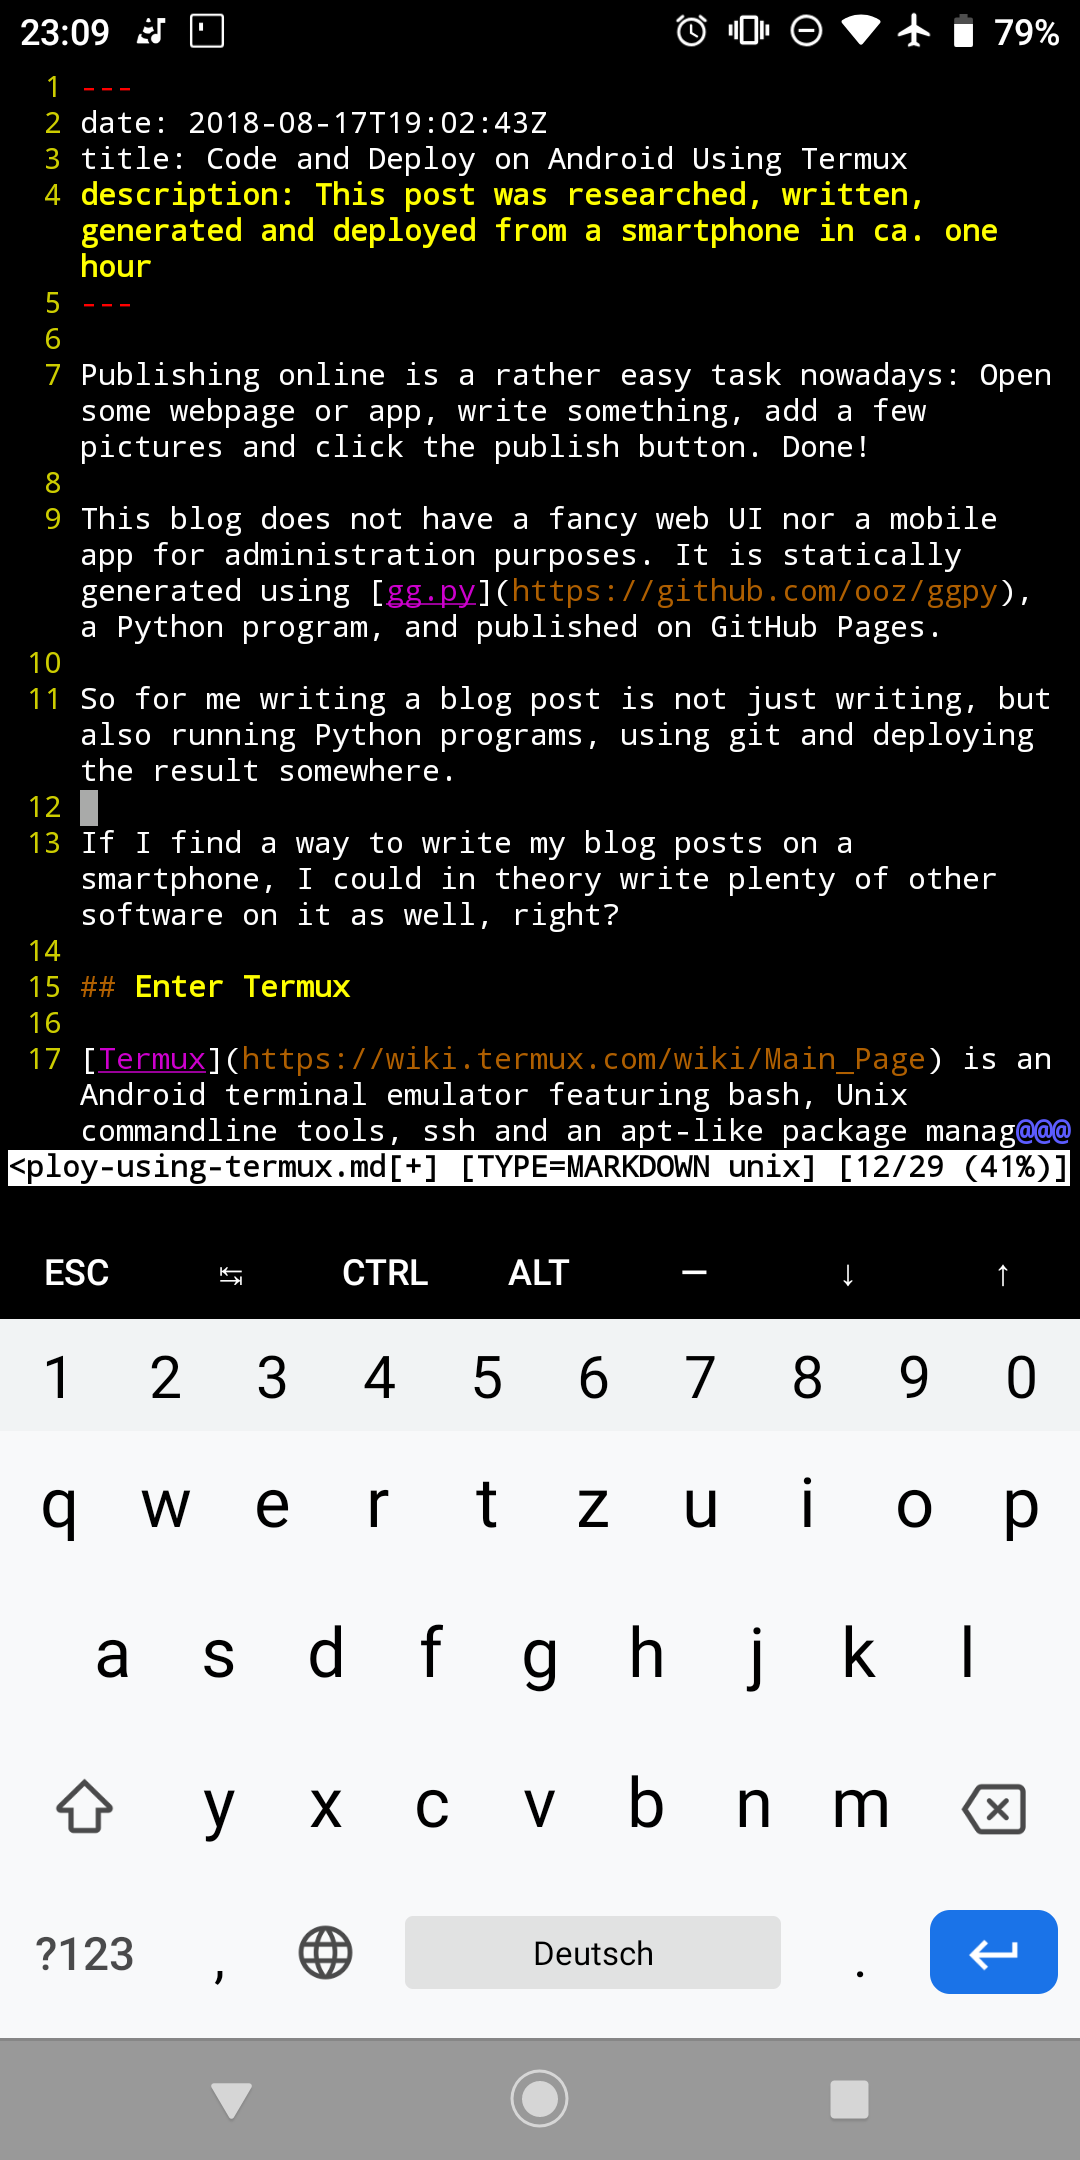 23:09 79%
1 ---
2 date: 2018-08-17T19:02:43Z
3 title: Code and Deploy on Android Using Termux
4 description: This post was researched, written,
generated and deployed from a smartphone in ca. one
hour
5 ---
6
7 Publishing online is a rather easy task nowadays: Open
some webpage or app, write something, add a few
pictures and click the publish button. Done!
8
9 This blog does not have a fancy web UI nor a mobile
app for administration purposes. It is statically
generated using [gg.py](https://github.com/ooz/ggpy),
a Python program, and published on GitHub Pages.
10
11 So for me writing a blog post is not just writing, but
also running Python programs, using git and deploying
the result somewhere.
12
13 If I find a way to write my blog posts on a
smartphone, I could in theory write plenty of other
software on it as well, right?
14
15 ## Enter Termux
16
17 [Termux](https://wiki.termux.com/wiki/Main_Page) is an
Android terminal emulator featuring bash, Unix
commandline tools, ssh and an apt-like package manag@@@
<ploy-using-termux.md[+] [TYPE=MARKDOWN unix] [12/29 (41%)]
ESC ↹ CTRL ALT — ↓ ↑
1 2 3 4 5 6 7 8 9 0
q w e r t z u i o p
a s d f g h j k l
y x c v b n m
?123 , Deutsch .